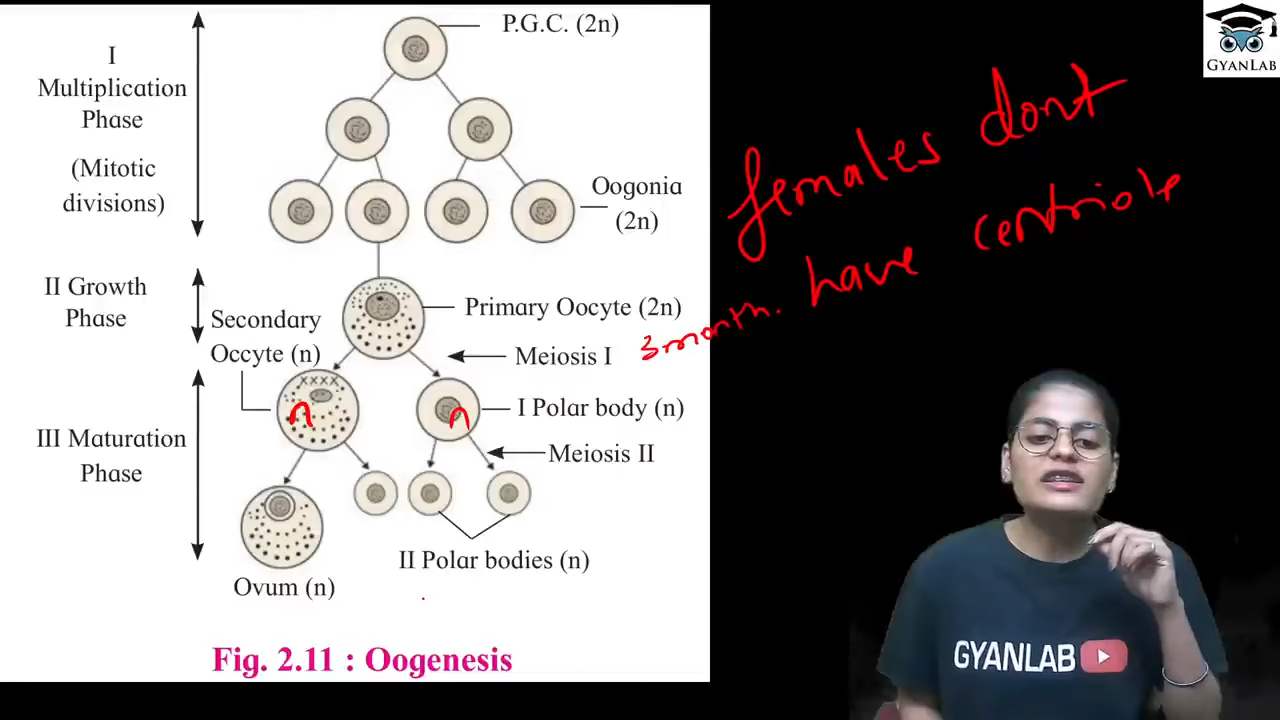 P.G.C. (2n)
I
Multiplication
Phase
(Mitotic
divisions)
Oogonia
(2n)
II Growth
Phase
Primary Oocyte (2n)
Secondary
Occyte (n)
Meiosis I
I Polar body (n)
III Maturation
Phase
Meiosis II
II Polar bodies (n)
Ovum (n)
Fig. 2.11 : Oogenesis
xxxx
n
n
females dont
have centriole
3 month.
GYANLAB
GYANLAB